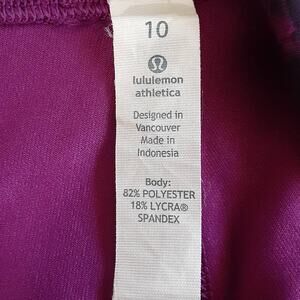 10
lululemon
athletica
Designed in
Vancouver
Made in
Indonesia
Body:
82% POLYESTER
18% LYCRA®
SPANDEX